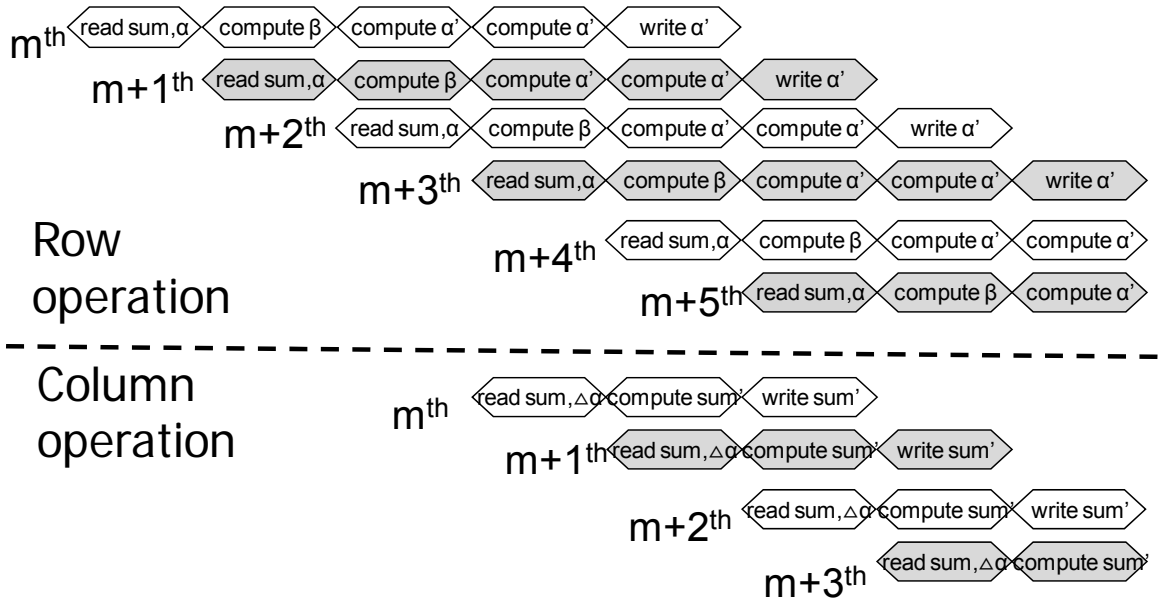 mth read sum,α compute β compute α’ compute α’ write α’
m+1th read sum,α compute β compute α’ compute α’ write α’
m+2th read sum,α compute β compute α’ compute α’ write α’
m+3th read sum,α compute β compute α’ compute α’ write α’
Row
operation
m+4th read sum,α compute β compute α’ compute α’
m+5th read sum,α compute β compute α’
Column
operation
mth read sum,△α compute sum’ write sum’
m+1th read sum,△α compute sum’ write sum’
m+2th read sum,△α compute sum’ write sum’
m+3th read sum,△α compute sum’